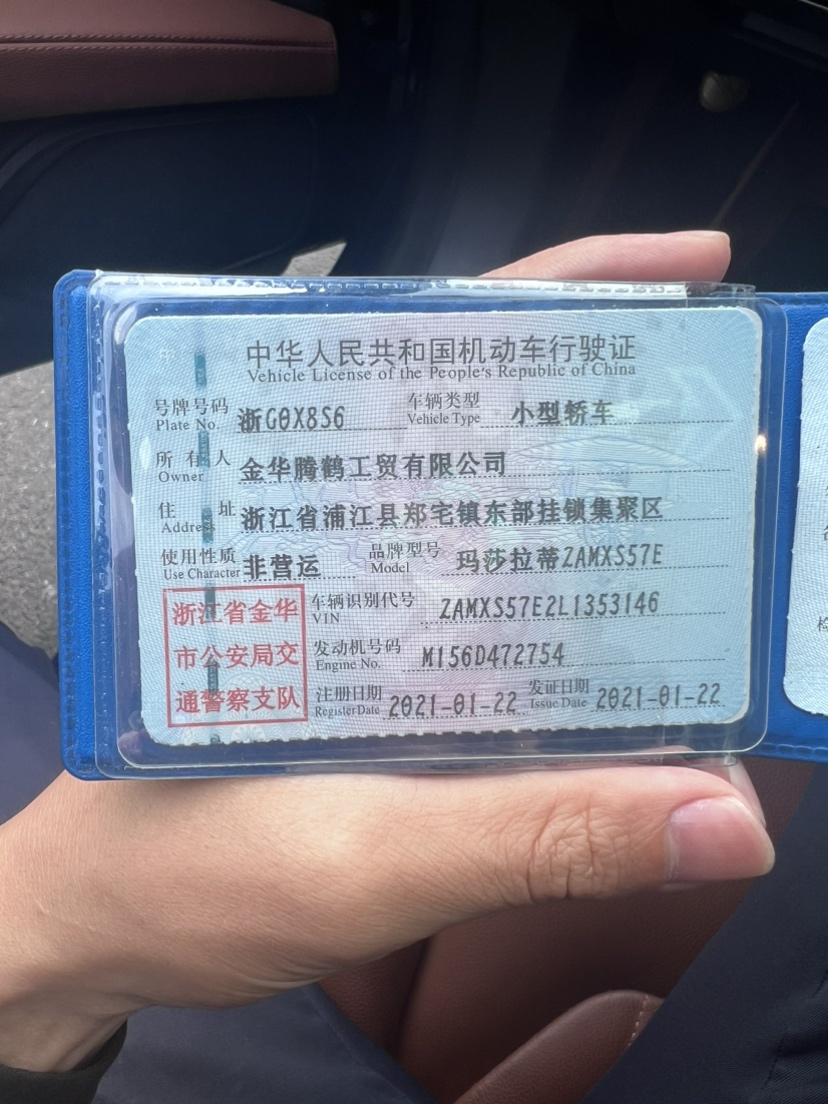 中华人民共和国机动车行驶证
Vehicle License of the People's Republic of China
号牌号码 浙G0X8S6 车辆类型 小型轿车
Plate No. Vehicle Type
所有人 金华腾鹤工贸有限公司
Owner
住址 浙江省浦江县郑宅镇东部挂锁集聚区
Address
使用性质 非营运 品牌型号 玛莎拉蒂ZAMXS57E
Use Character Model
浙江省金华
市公安局交
通警察支队
车辆识别代号 ZAMXS57E2L1353146
VIN
发动机号码 M156D472754
Engine No.
注册日期 2021-01-22 发证日期 2021-01-22
Register Date Issue Date